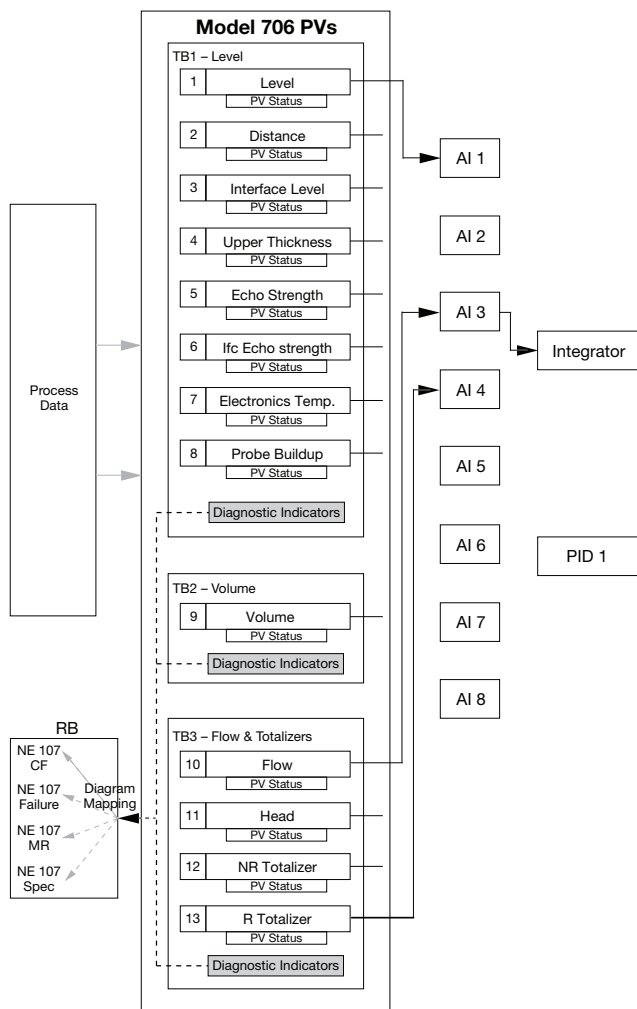 Model 706 PVs
TB1 – Level
1
Level
PV Status
2
Distance
PV Status
3
Interface Level
PV Status
4
Upper Thickness
PV Status
5
Echo Strength
PV Status
6
Ifc Echo strength
PV Status
7
Electronics Temp.
PV Status
8
Probe Buildup
PV Status
Diagnostic Indicators
TB2 – Volume
9
Volume
PV Status
Diagnostic Indicators
TB3 – Flow & Totalizers
10
Flow
PV Status
11
Head
PV Status
12
NR Totalizer
PV Status
13
R Totalizer
PV Status
Diagnostic Indicators
Process
Data
RB
NE 107
CF
NE 107
Failure
NE 107
MR
NE 107
Spec
Diagram
Mapping
AI 1
AI 2
AI 3
AI 4
AI 5
AI 6
AI 7
AI 8
Integrator
PID 1